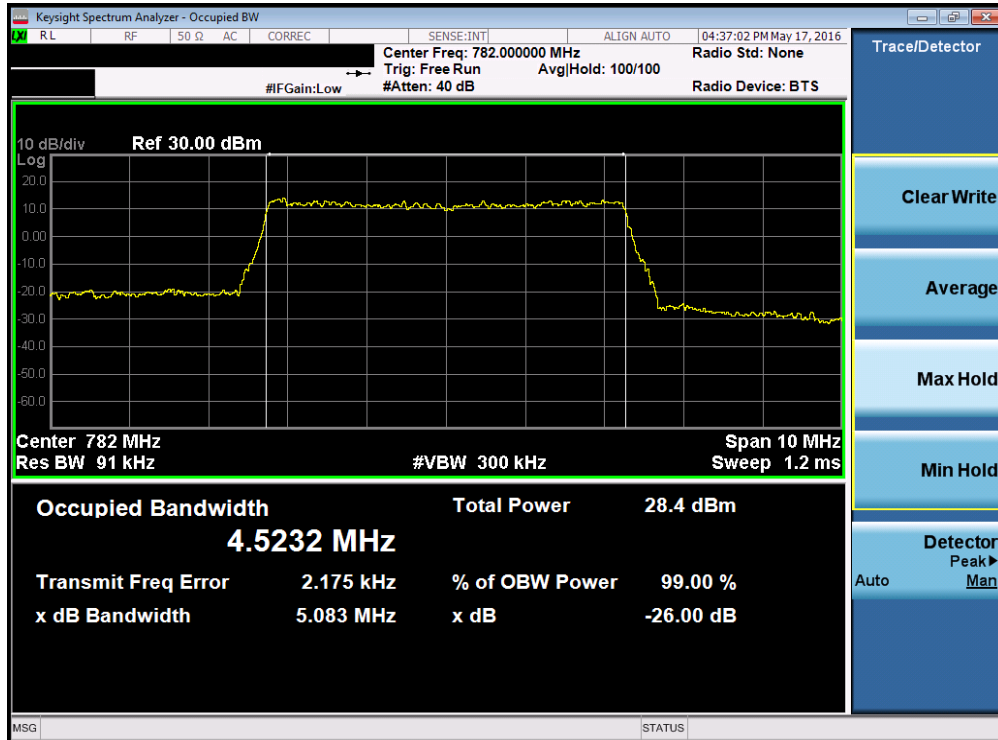 Keysight Spectrum Analyzer - Occupied BW
LXI RL RF 50 Ω AC CORREC SENSE:INT ALIGN AUTO 04:37:02 PM May 17, 2016
Center Freq: 782.000000 MHz Radio Std: None
Trig: Free Run Avg|Hold: 100/100
#IFGain:Low #Atten: 40 dB Radio Device: BTS
10 dB/div Ref 30.00 dBm
Log
20.0
10.0
0.00
-10.0
-20.0
-30.0
-40.0
-50.0
-60.0
Center 782 MHz Span 10 MHz
Res BW 91 kHz #VBW 300 kHz Sweep 1.2 ms
Occupied Bandwidth Total Power 28.4 dBm
4.5232 MHz
Transmit Freq Error 2.175 kHz % of OBW Power 99.00 %
x dB Bandwidth 5.083 MHz x dB -26.00 dB
MSG STATUS
Trace/Detector
Clear Write
Average
Max Hold
Min Hold
Detector
Peak▶
Auto Man